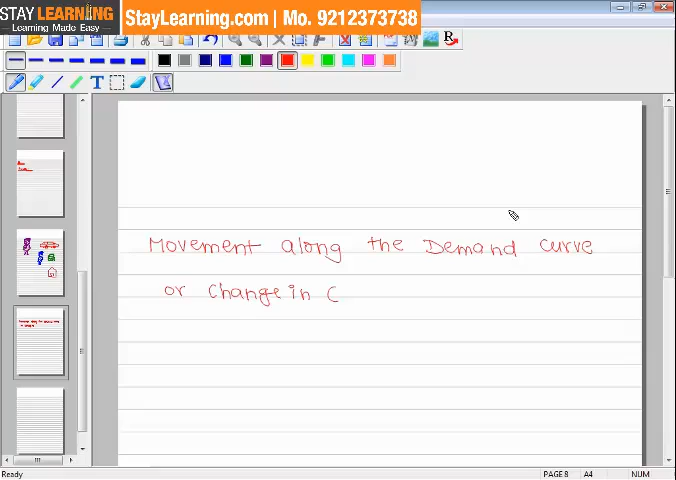 STAY LEARNING
Learning Made Easy
StayLearning.com | Mo. 9212373738
T
R
Movement along the Demand curve
or Change in C
Ready
PAGE 8
A4
NUM